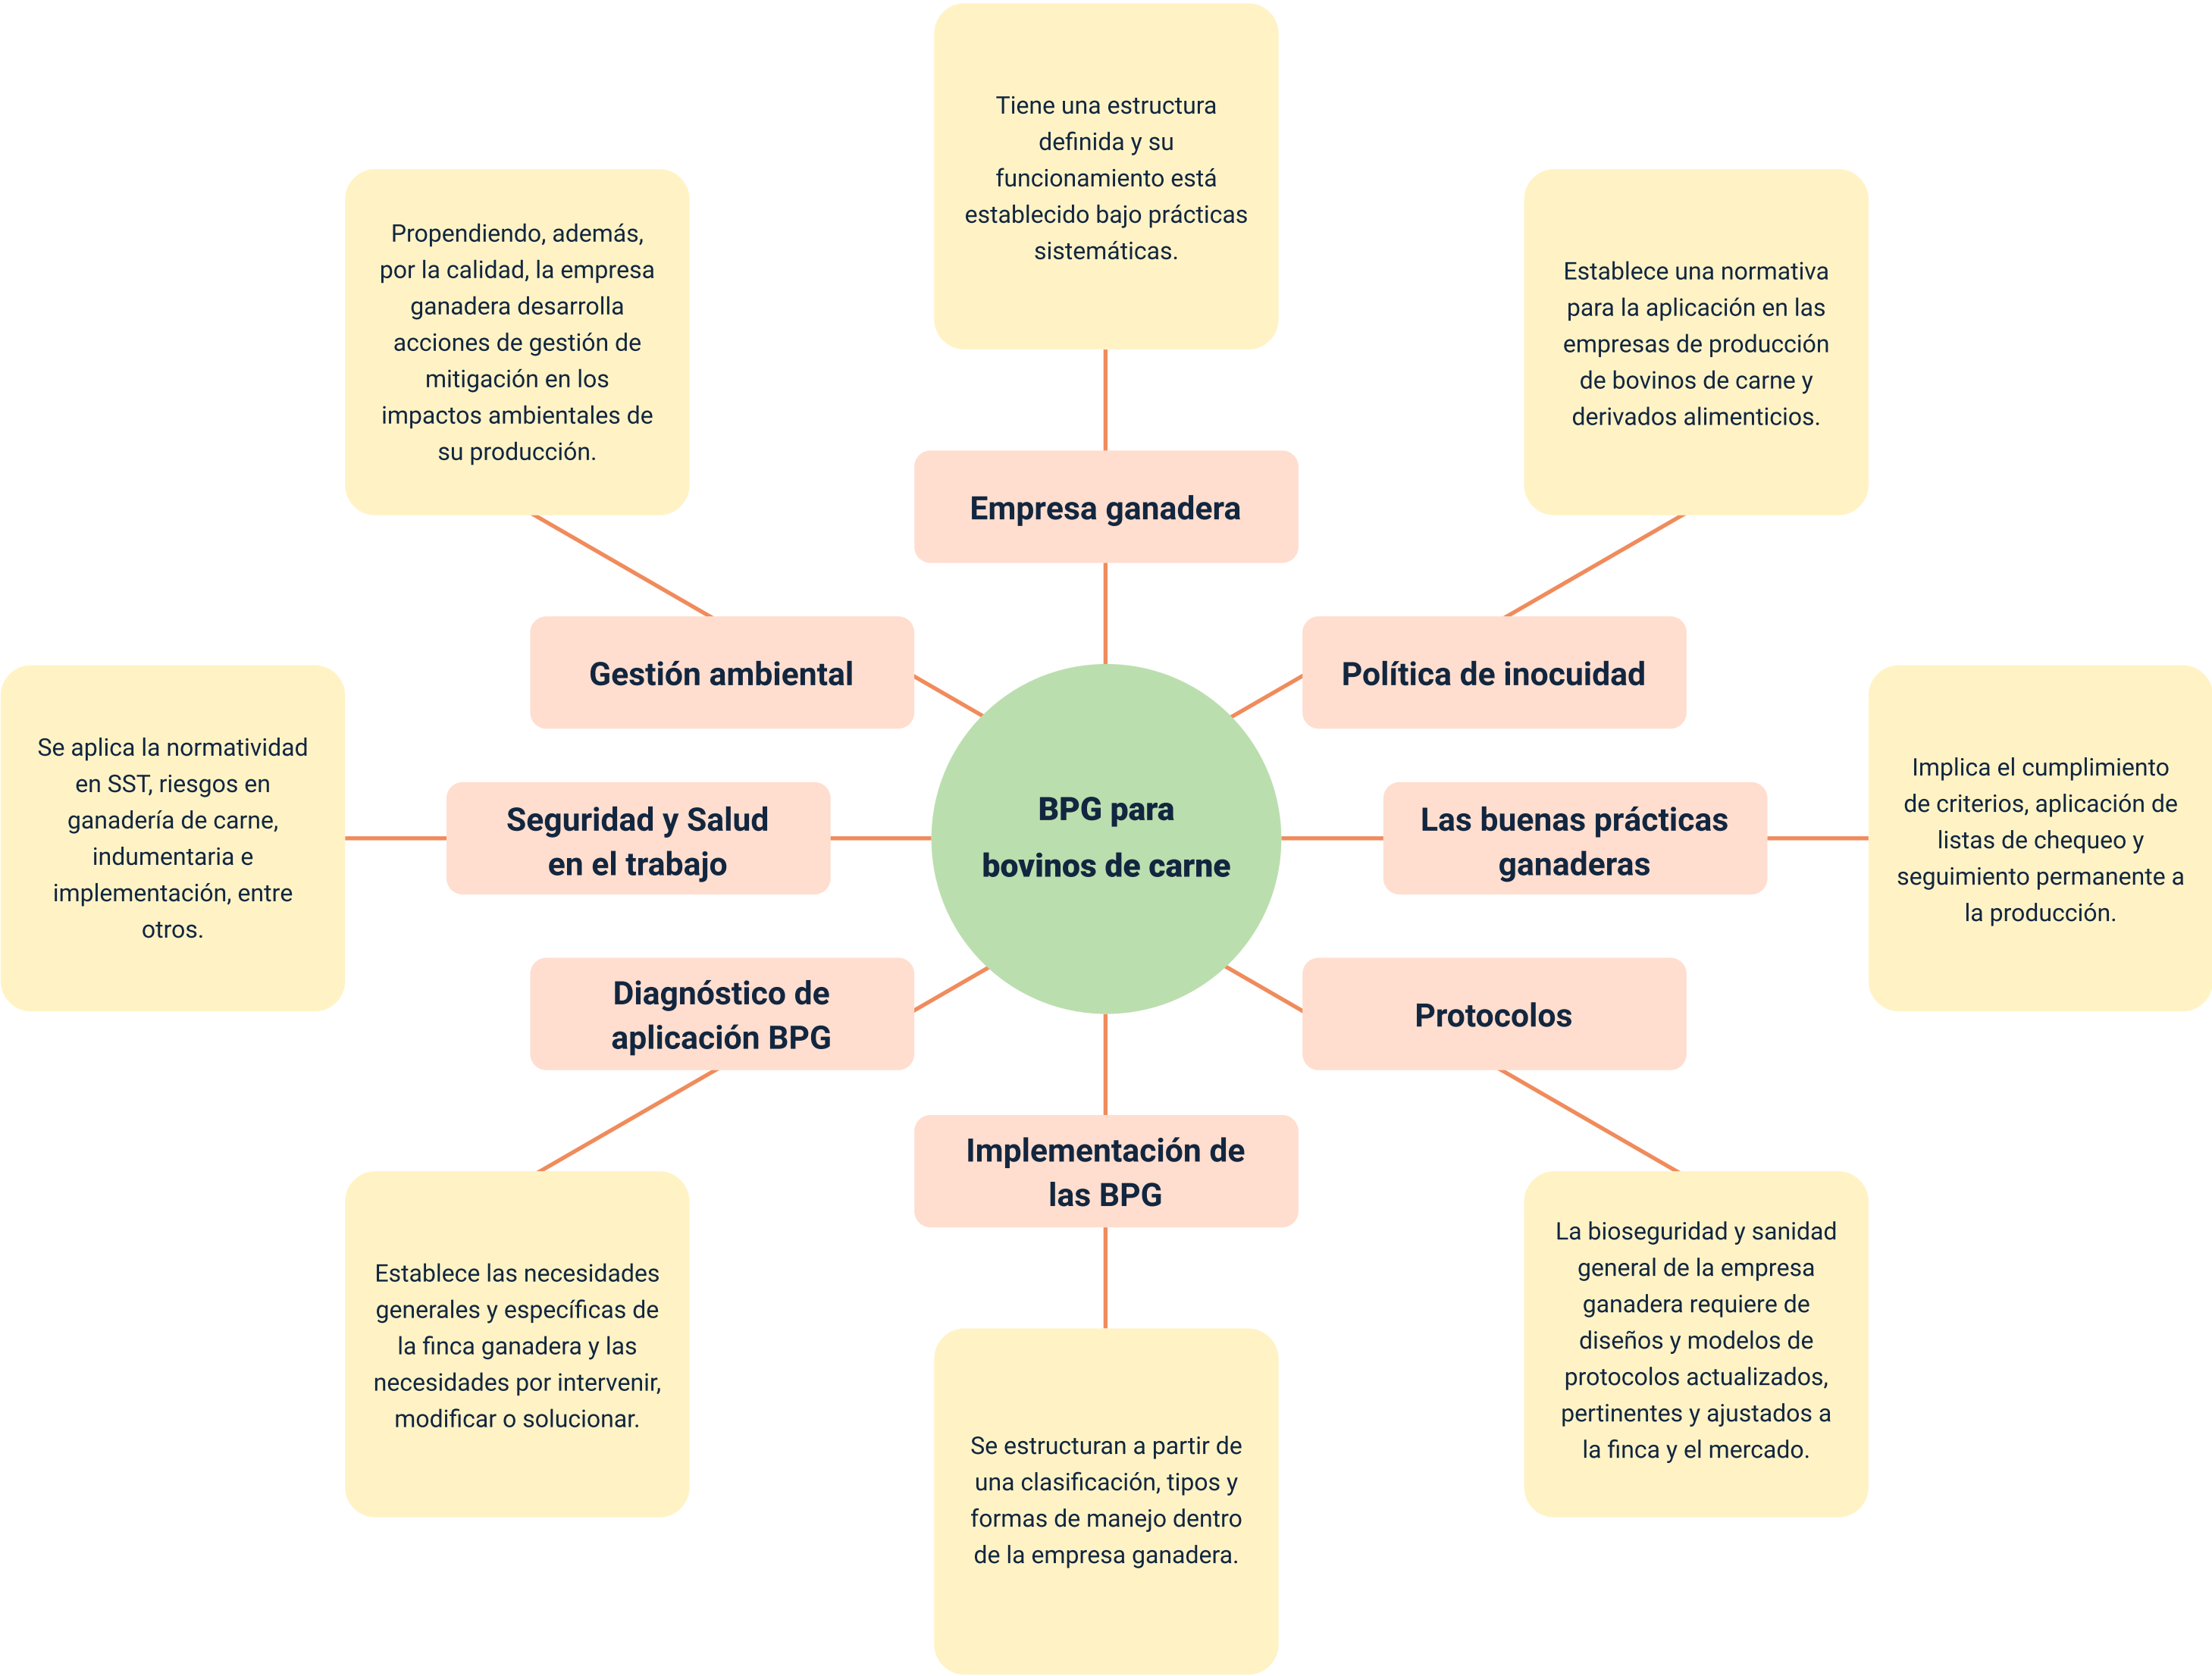 Tiene una estructura
definida y su
funcionamiento está
establecido bajo prácticas
sistemáticas.
Empresa ganadera
Establece una normativa
para la aplicación en las
empresas de producción
de bovinos de carne y
derivados alimenticios.
Política de inocuidad
Implica el cumplimiento
de criterios, aplicación de
listas de chequeo y
seguimiento permanente a
la producción.
Las buenas prácticas
ganaderas
Protocolos
La bioseguridad y sanidad
general de la empresa
ganadera requiere de
diseños y modelos de
protocolos actualizados,
pertinentes y ajustados a
la finca y el mercado.
Implementación de
las BPG
Se estructuran a partir de
una clasificación, tipos y
formas de manejo dentro
de la empresa ganadera.
Diagnóstico de
aplicación BPG
Establece las necesidades
generales y específicas de
la finca ganadera y las
necesidades por intervenir,
modificar o solucionar.
Seguridad y Salud
en el trabajo
Se aplica la normatividad
en SST, riesgos en
ganadería de carne,
indumentaria e
implementación, entre
otros.
Gestión ambiental
Propendiendo, además,
por la calidad, la empresa
ganadera desarrolla
acciones de gestión de
mitigación en los
impactos ambientales de
su producción.
BPG para
bovinos de carne